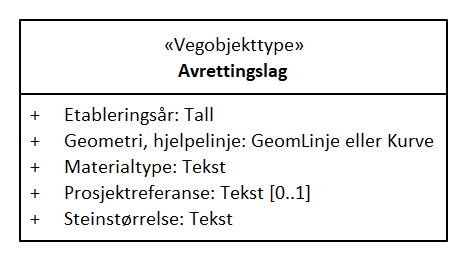 «Vegobjekttype»
Avrettingslag
+ Etableringsår: Tall
+ Geometri, hjelpelinje: GeomLinje eller Kurve
+ Materialtype: Tekst
+ Prosjektreferanse: Tekst [0..1]
+ Steinstørrelse: Tekst